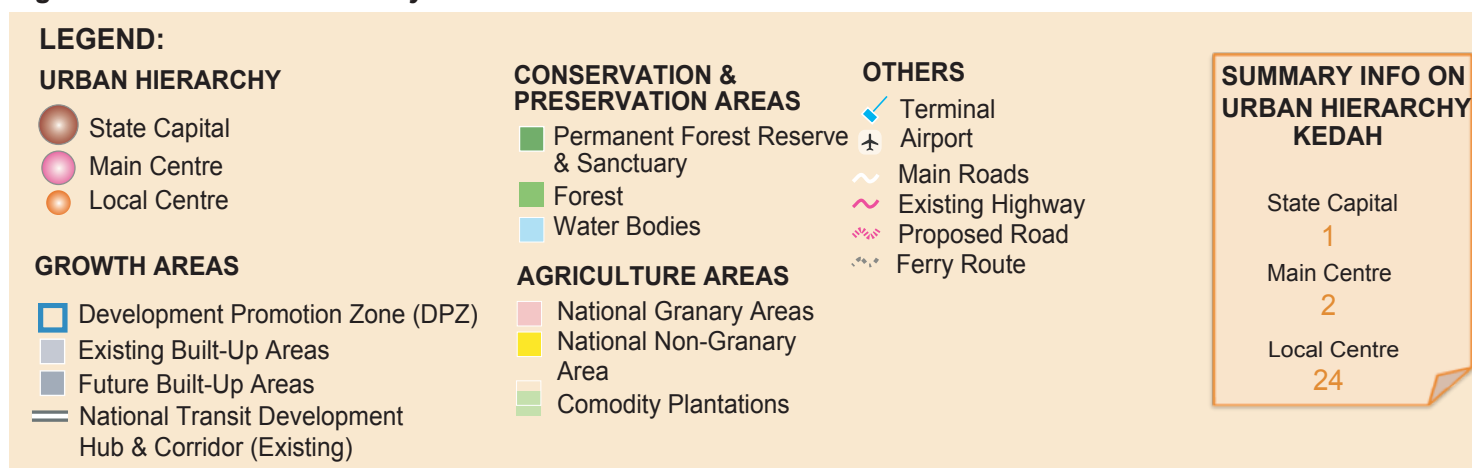 LEGEND:
URBAN HIERARCHY
State Capital
Main Centre
Local Centre
GROWTH AREAS
Development Promotion Zone (DPZ)
Existing Built-Up Areas
Future Built-Up Areas
National Transit Development
Hub & Corridor (Existing)
CONSERVATION &
PRESERVATION AREAS
Permanent Forest Reserve
& Sanctuary
Forest
Water Bodies
AGRICULTURE AREAS
National Granary Areas
National Non-Granary
Area
Comodity Plantations
OTHERS
Terminal
Airport
Main Roads
Existing Highway
Proposed Road
Ferry Route
SUMMARY INFO ON
URBAN HIERARCHY
KEDAH
State Capital
1
Main Centre
2
Local Centre
24